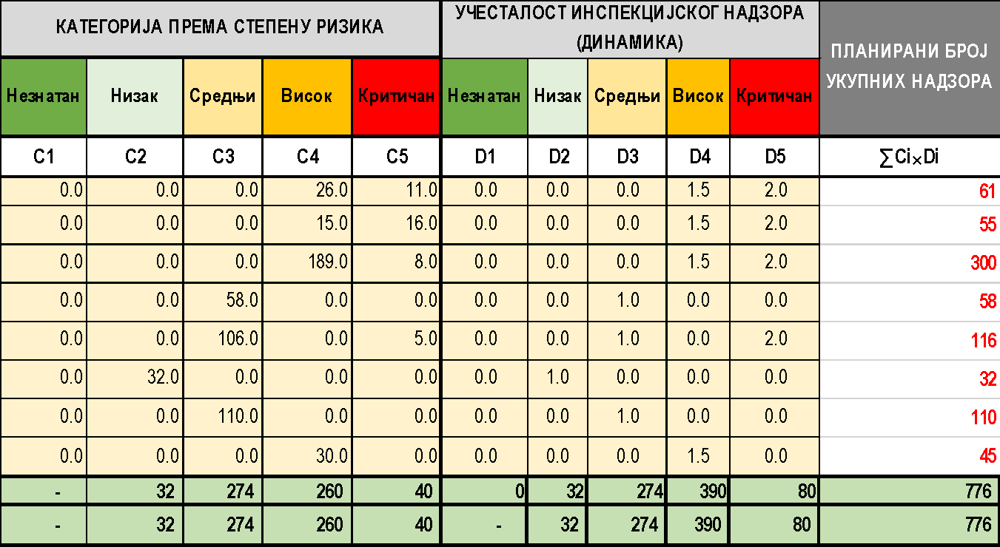 КАТЕГОРИЈА ПРЕМА СТЕПЕНУ РИЗИКА
УЧЕСТАЛОСТ ИНСПЕКЦИЈСКОГ НАДЗОРА
(ДИНАМИКА)
ПЛАНИРАНИ БРОЈ
УКУПНИХ НАДЗОРА
Незнатан Низак Средњи Висок Критичан Незнатан Низак Средњи Висок Критичан
C1 C2 C3 C4 C5 D1 D2 D3 D4 D5 ∑Ci×Di
0.0 0.0 0.0 26.0 11.0 0.0 0.0 0.0 1.5 2.0 61
0.0 0.0 0.0 15.0 16.0 0.0 0.0 0.0 1.5 2.0 55
0.0 0.0 0.0 189.0 8.0 0.0 0.0 0.0 1.5 2.0 300
0.0 0.0 58.0 0.0 0.0 0.0 0.0 1.0 0.0 0.0 58
0.0 0.0 106.0 0.0 5.0 0.0 0.0 1.0 0.0 2.0 116
0.0 32.0 0.0 0.0 0.0 0.0 1.0 0.0 0.0 0.0 32
0.0 0.0 110.0 0.0 0.0 0.0 0.0 1.0 0.0 0.0 110
0.0 0.0 0.0 30.0 0.0 0.0 0.0 0.0 1.5 0.0 45
- 32 274 260 40 0 32 274 390 80 776
- 32 274 260 40 - 32 274 390 80 776